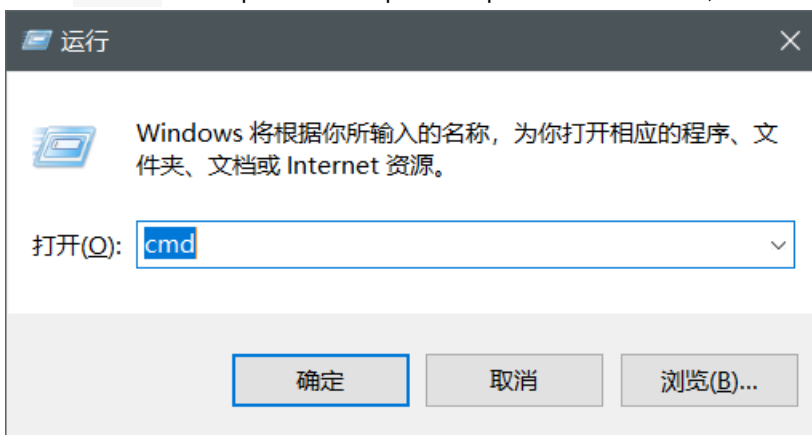 运行
Windows 将根据你所输入的名称，为你打开相应的程序、文
件夹、文档或 Internet 资源。
打开(O): cmd
确定 取消 浏览(B)...